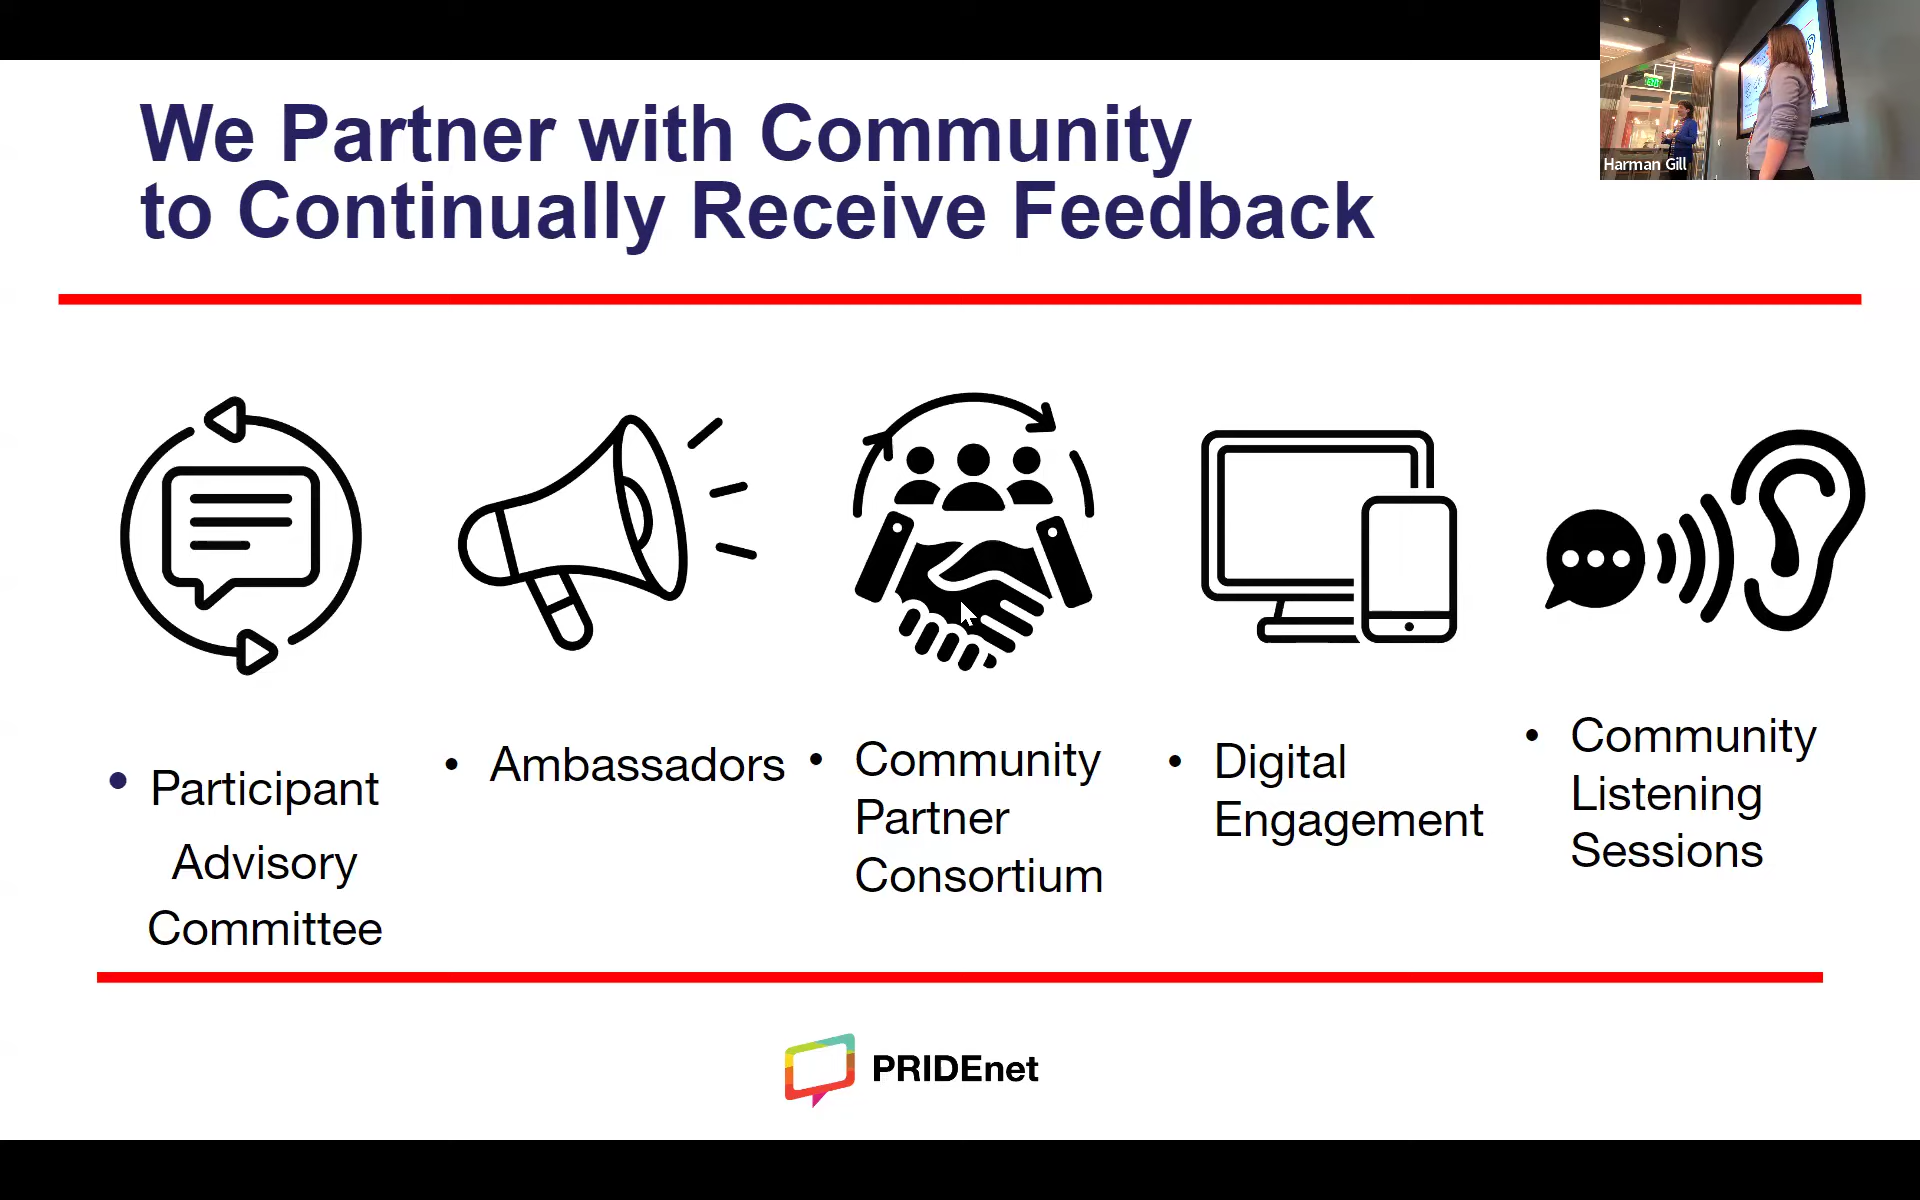 We Partner with Community
to Continually Receive Feedback
EXIT
Harman Gill
• Participant
Advisory
Committee
• Ambassadors
• Community
Partner
Consortium
• Digital
Engagement
• Community
Listening
Sessions
PRIDEnet